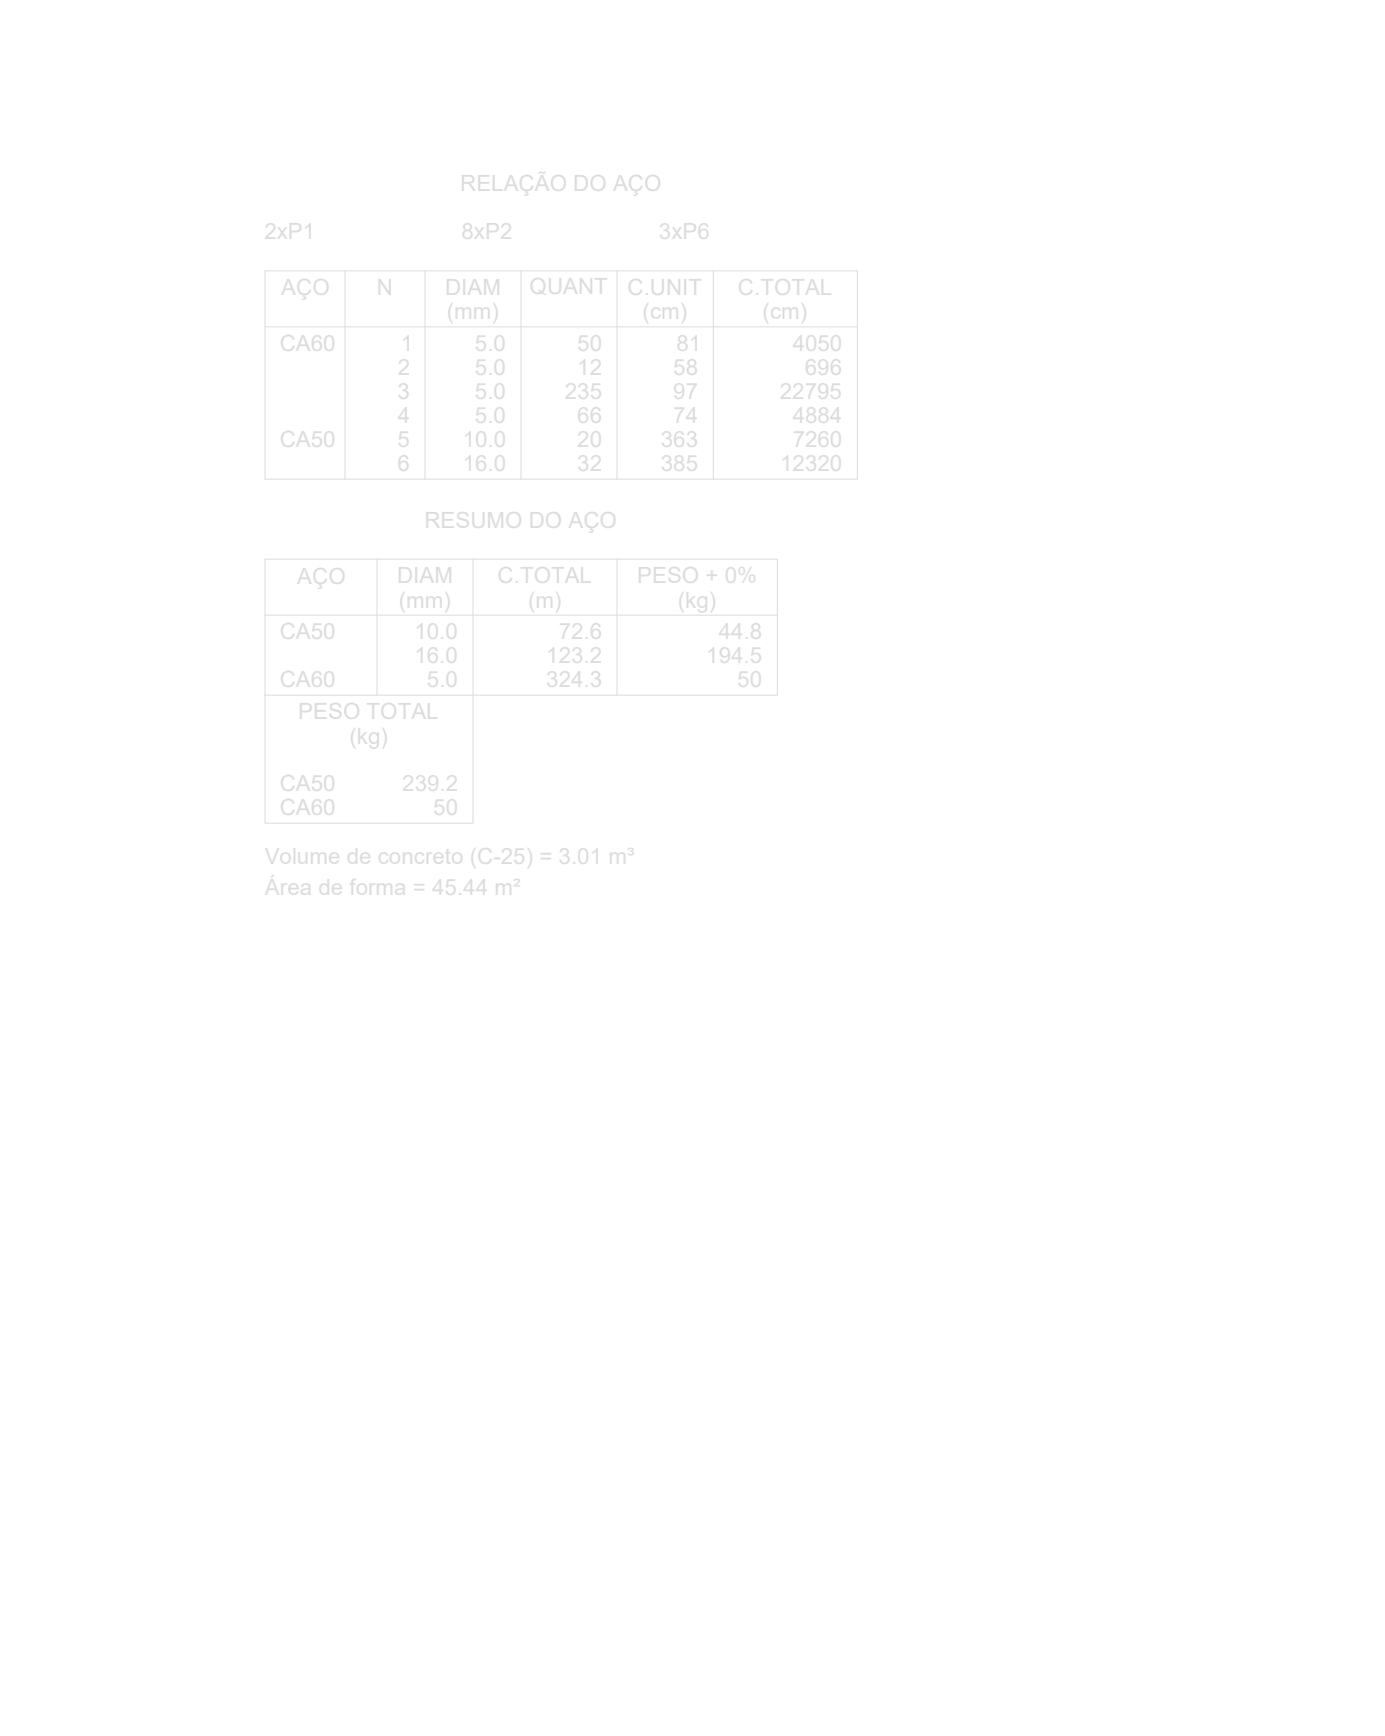 RELAÇÃO DO AÇO
2xP1 8xP2 3xP6
AÇO N DIAM QUANT C.UNIT C.TOTAL
(mm) (cm) (cm)
CA60 1 5.0 50 81 4050
2 5.0 12 58 696
3 5.0 235 97 22795
4 5.0 66 74 4884
CA50 5 10.0 20 363 7260
6 16.0 32 385 12320
RESUMO DO AÇO
AÇO DIAM C.TOTAL PESO + 0%
(mm) (m) (kg)
CA50 10.0 72.6 44.8
16.0 123.2 194.5
CA60 5.0 324.3 50
PESO TOTAL
(kg)
CA50 239.2
CA60 50
Volume de concreto (C-25) = 3.01 m³
Área de forma = 45.44 m²